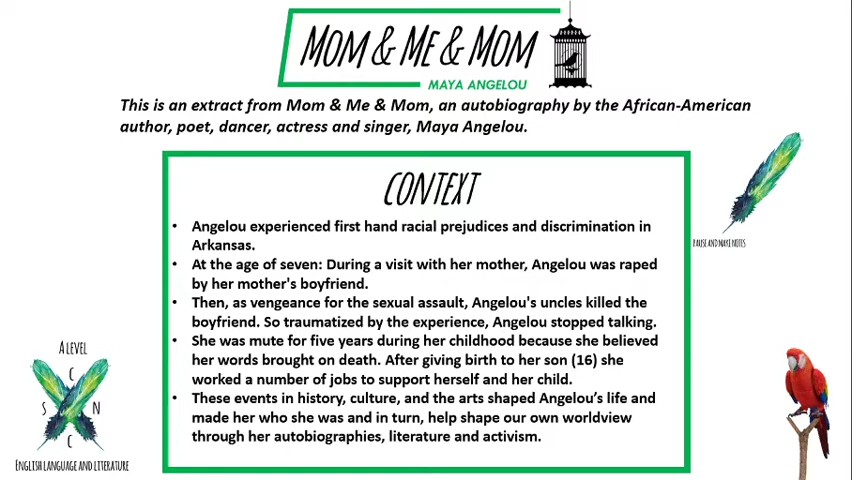 MOM & ME & MOM
MAYA ANGELOU
This is an extract from Mom & Me & Mom, an autobiography by the African-American
author, poet, dancer, actress and singer, Maya Angelou.
CONTEXT
• Angelou experienced first hand racial prejudices and discrimination in
Arkansas.
• At the age of seven: During a visit with her mother, Angelou was raped
by her mother's boyfriend.
• Then, as vengeance for the sexual assault, Angelou's uncles killed the
boyfriend. So traumatized by the experience, Angelou stopped talking.
• She was mute for five years during her childhood because she believed
her words brought on death. After giving birth to her son (16) she
worked a number of jobs to support herself and her child.
• These events in history, culture, and the arts shaped Angelou’s life and
made her who she was and in turn, help shape our own worldview
through her autobiographies, literature and activism.
PAUSE AND MAKE NOTES
A LEVEL
C
S N
C
ENGLISH LANGUAGE AND LITERATURE